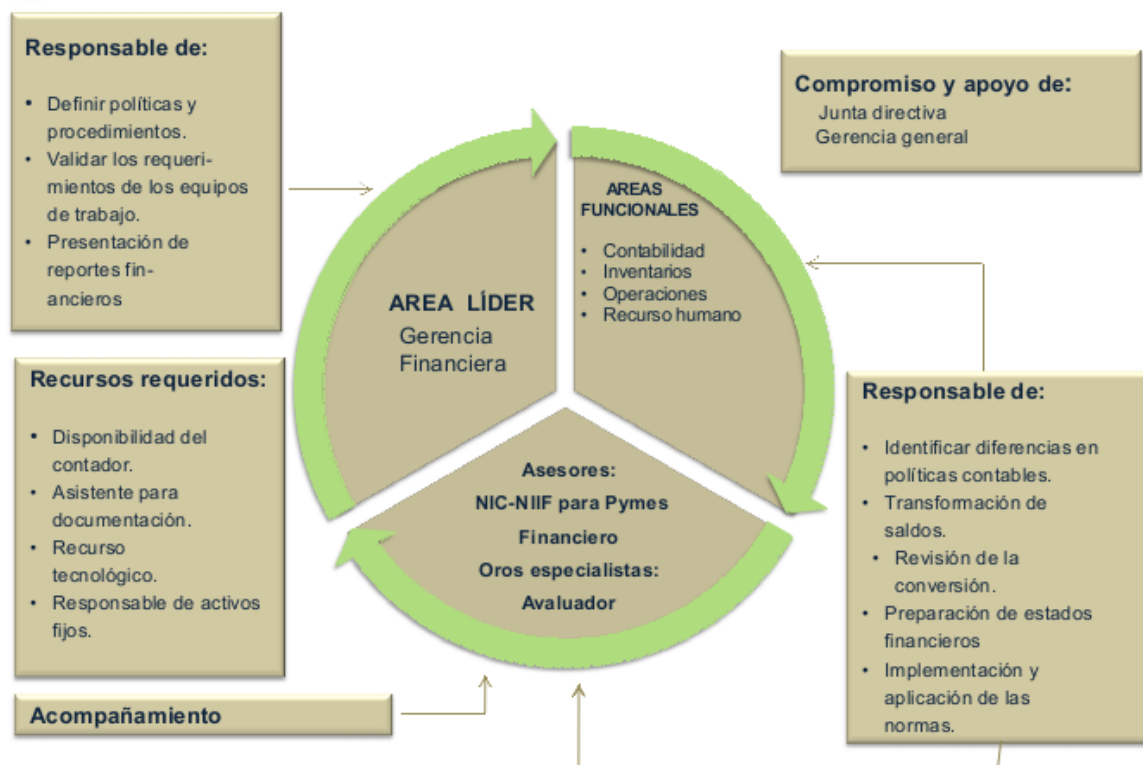 Responsable de:
• Definir políticas y
procedimientos.
• Validar los requeri-
mientos de los equipos
de trabajo.
• Presentación de
reportes fin-
ancieros
Compromiso y apoyo de:
Junta directiva
Gerencia general
AREAS
FUNCIONALES
• Contabilidad
• Inventarios
• Operaciones
• Recurso humano
AREA LÍDER
Gerencia
Financiera
Recursos requeridos:
• Disponibilidad del
contador.
• Asistente para
documentación.
• Recurso
tecnológico.
• Responsable de activos
fijos.
Asesores:
NIC-NIIF para Pymes
Financiero
Oros especialistas:
Avaluador
Responsable de:
• Identificar diferencias en
políticas contables.
• Transformación de
saldos.
• Revisión de la
conversión.
• Preparación de estados
financieros
• Implementación y
aplicación de las
normas.
Acompañamiento